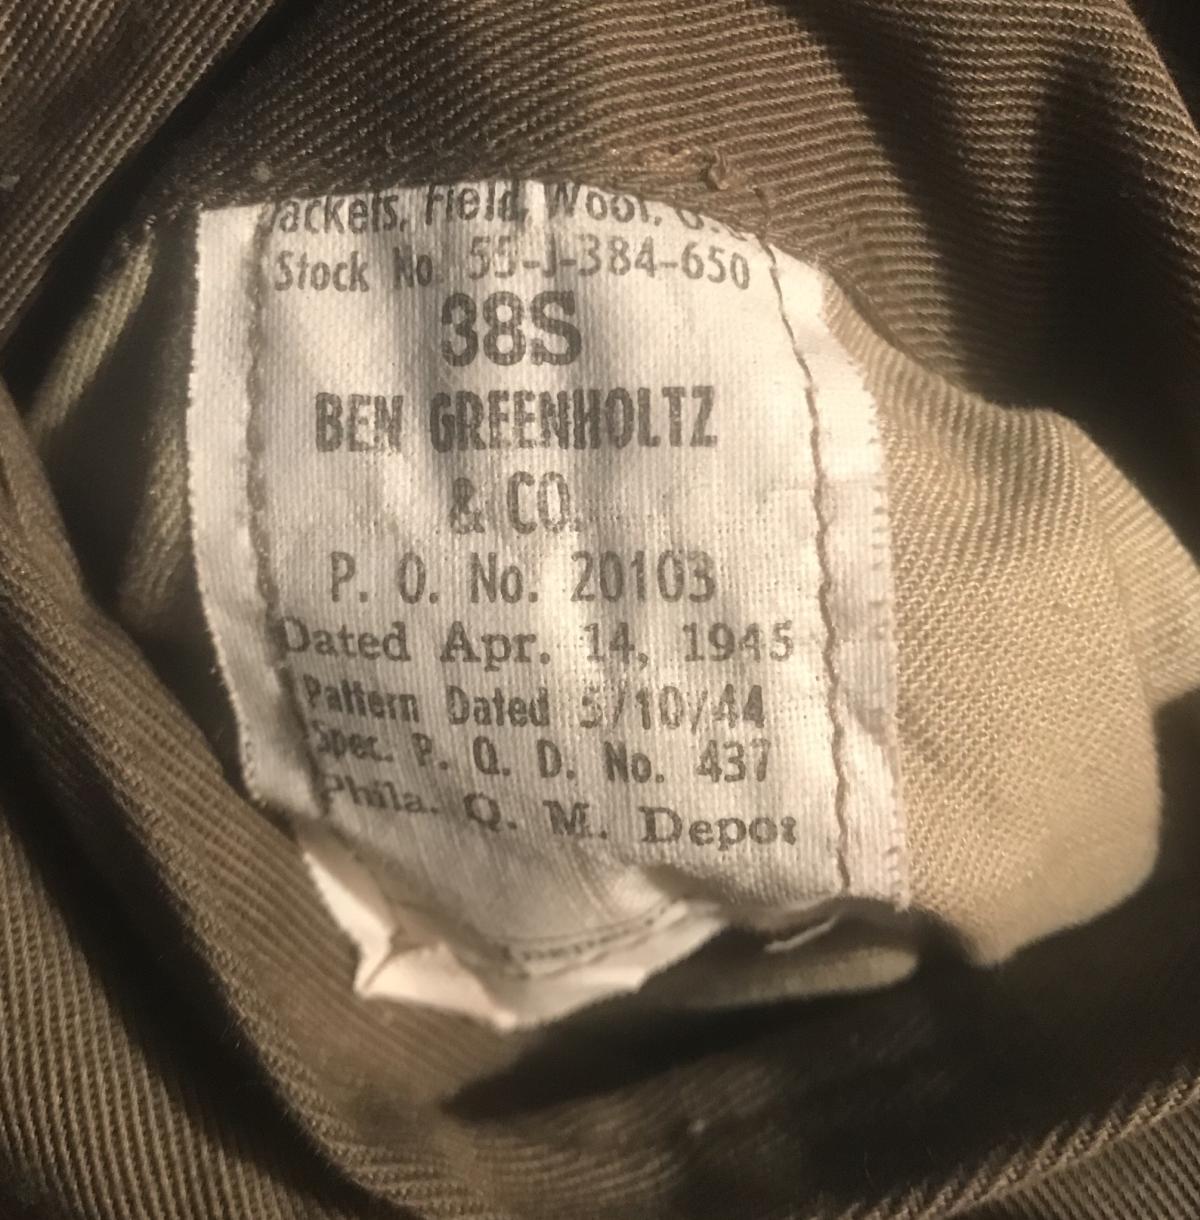 Jackets, Field, Wool, O.
Stock No. 55-J-384-650
38S
BEN GREENHOLTZ
& CO.
P. O. No. 20103
Dated Apr. 14, 1945
Pattern Dated 5/10/44
Spec. P. Q. D. No. 437
Phila. Q. M. Depot